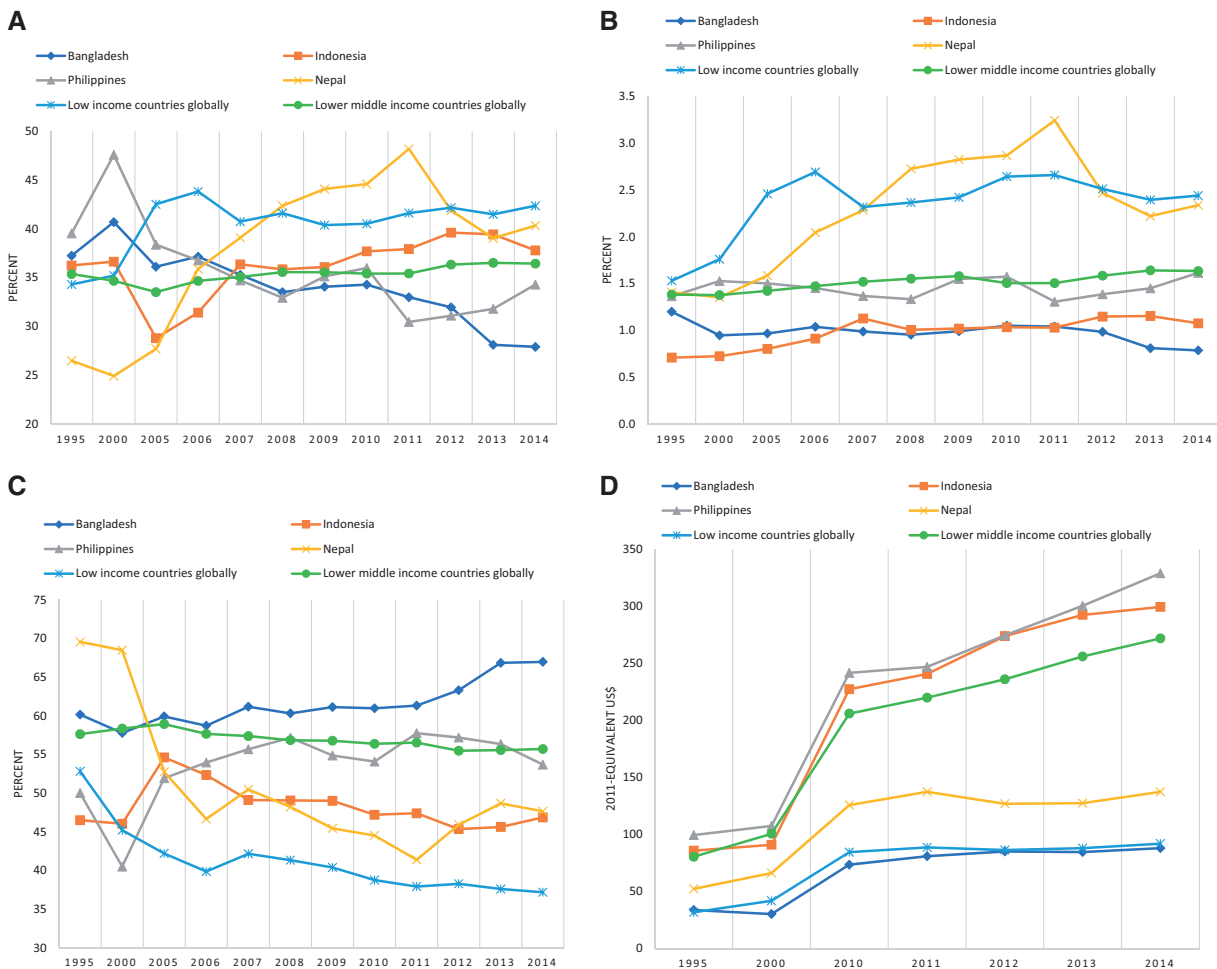 A
Bangladesh Indonesia
Philippines Nepal
Low income countries globally Lower middle income countries globally
50
45
40
35
30
25
20
PERCENT
1995 2000 2005 2006 2007 2008 2009 2010 2011 2012 2013 2014
B
Bangladesh Indonesia
Philippines Nepal
Low income countries globally Lower middle income countries globally
3.5
3.0
2.5
2.0
1.5
1.0
0.5
0.0
PERCENT
1995 2000 2005 2006 2007 2008 2009 2010 2011 2012 2013 2014
C
Bangladesh Indonesia
Philippines Nepal
Low income countries globally Lower middle income countries globally
75
70
65
60
55
50
45
40
35
30
PERCENT
1995 2000 2005 2006 2007 2008 2009 2010 2011 2012 2013 2014
D
Bangladesh Indonesia
Philippines Nepal
Low income countries globally Lower middle income countries globally
350
300
250
200
150
100
50
0
2011-EQUIVALENT US$
1995 2000 2010 2011 2012 2013 2014